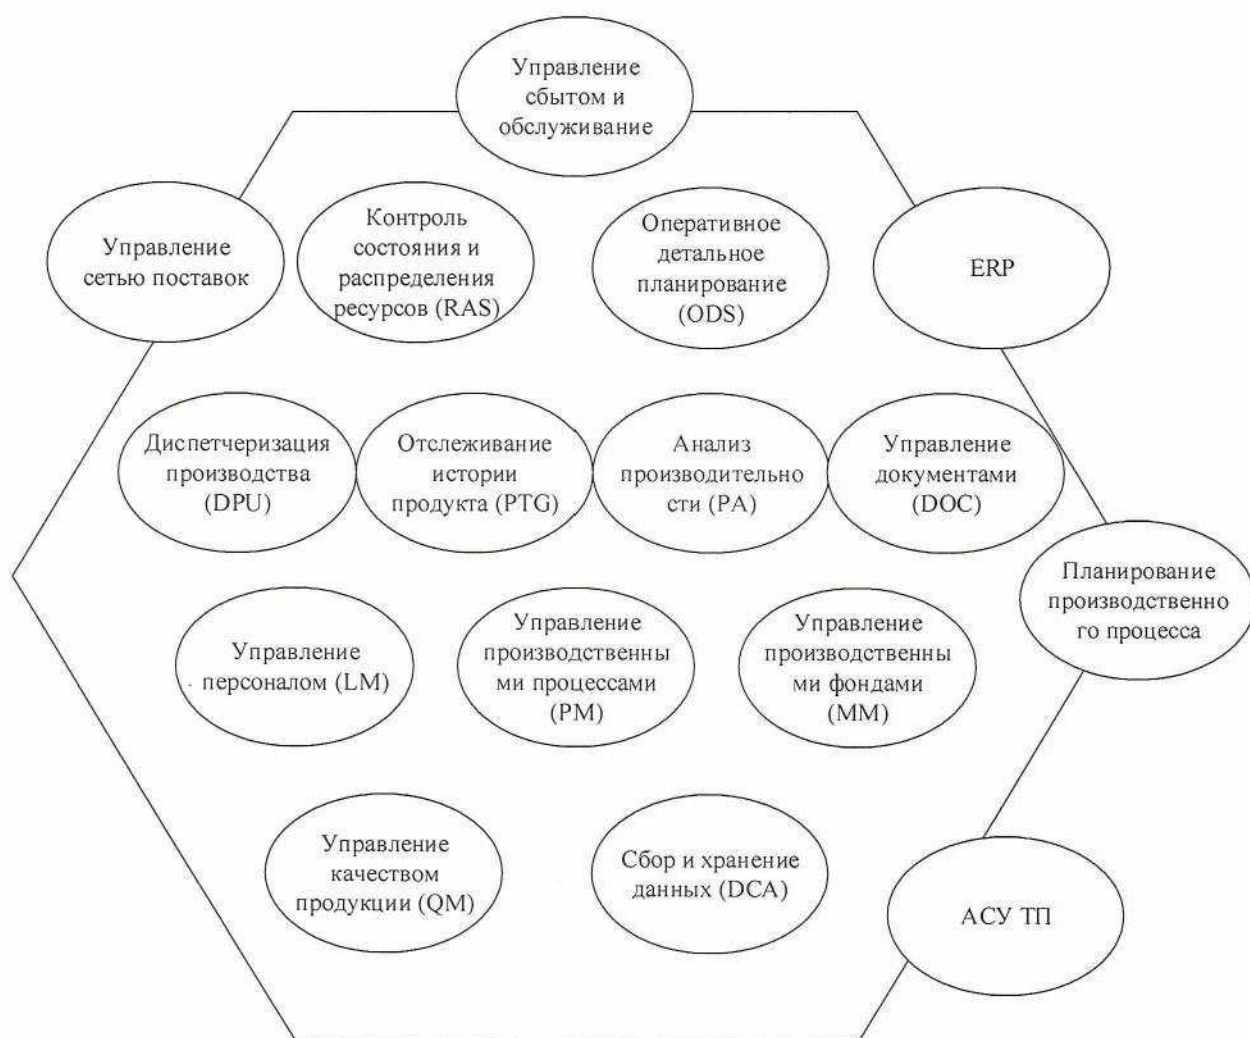 Управление
сбытом и
обслуживание
Управление
сетью поставок
Контроль
состояния и
распределения
ресурсов (RAS)
Оперативное
детальное
планирование
(ODS)
ERP
Диспетчеризация
производства
(DPU)
Отслеживание
истории
продукта (PTG)
Анализ
производительно
сти (PA)
Управление
документами
(DOC)
Планирование
производственно
го процесса
Управление
персоналом (LM)
Управление
производственны
ми процессами
(PM)
Управление
производственны
ми фондами
(MM)
Управление
качеством
продукции (QM)
Сбор и хранение
данных (DCA)
АСУ ТП